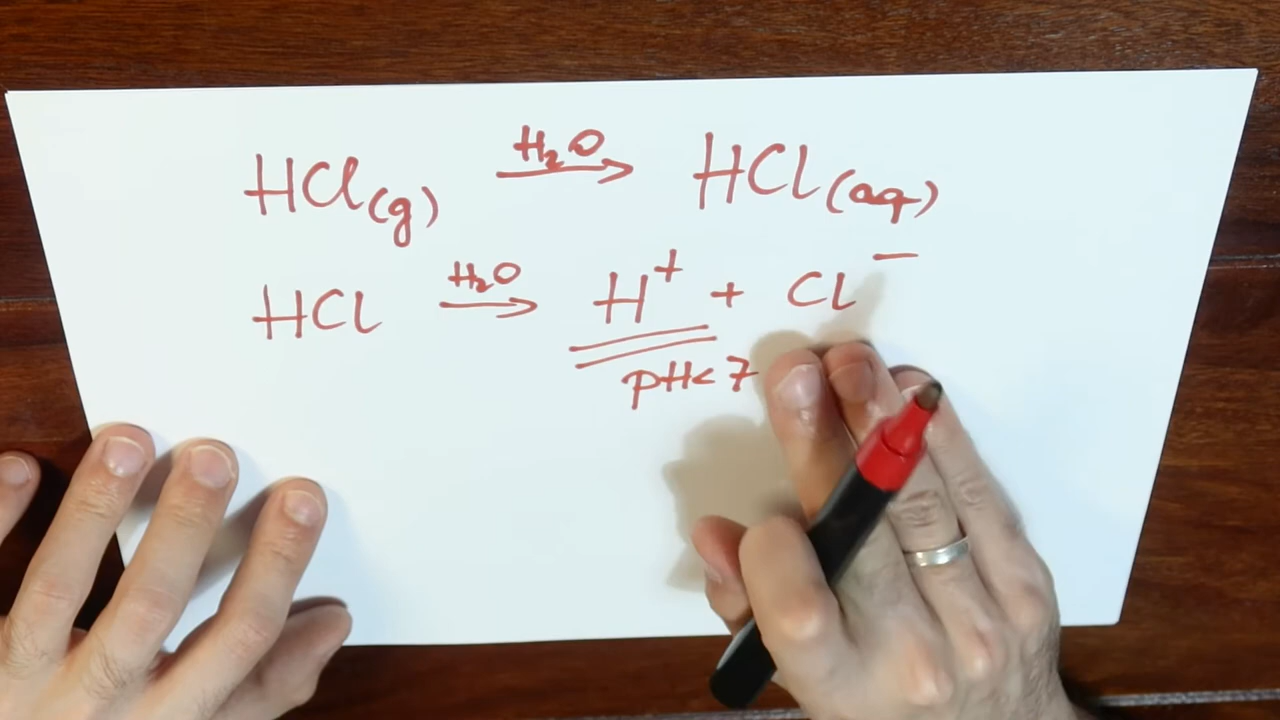 HCl(g) H₂O → HCl(aq)
HCl H₂O → H⁺ + Cl⁻
pH<7